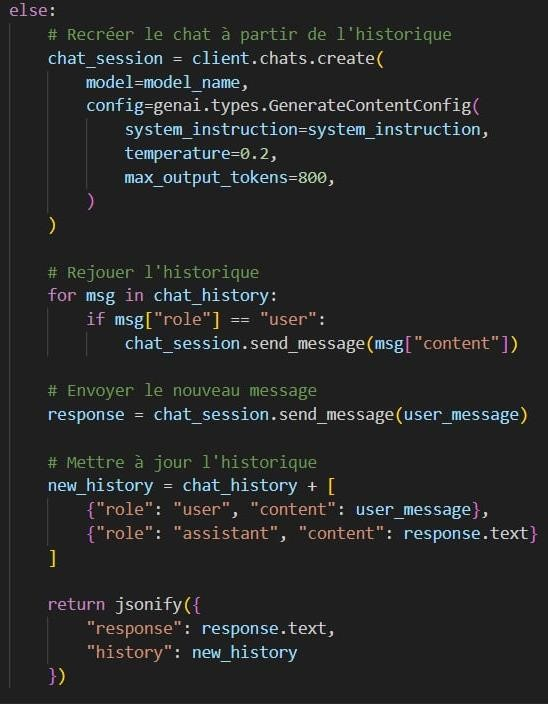 else:
# Recréer le chat à partir de l'historique
chat_session = client.chats.create(
model=model_name,
config=genai.types.GenerateContentConfig(
system_instruction=system_instruction,
temperature=0.2,
max_output_tokens=800,
)
)
# Rejouer l'historique
for msg in chat_history:
if msg["role"] == "user":
chat_session.send_message(msg["content"])
# Envoyer le nouveau message
response = chat_session.send_message(user_message)
# Mettre à jour l'historique
new_history = chat_history + [
{"role": "user", "content": user_message},
{"role": "assistant", "content": response.text}
]
return jsonify({
"response": response.text,
"history": new_history
})